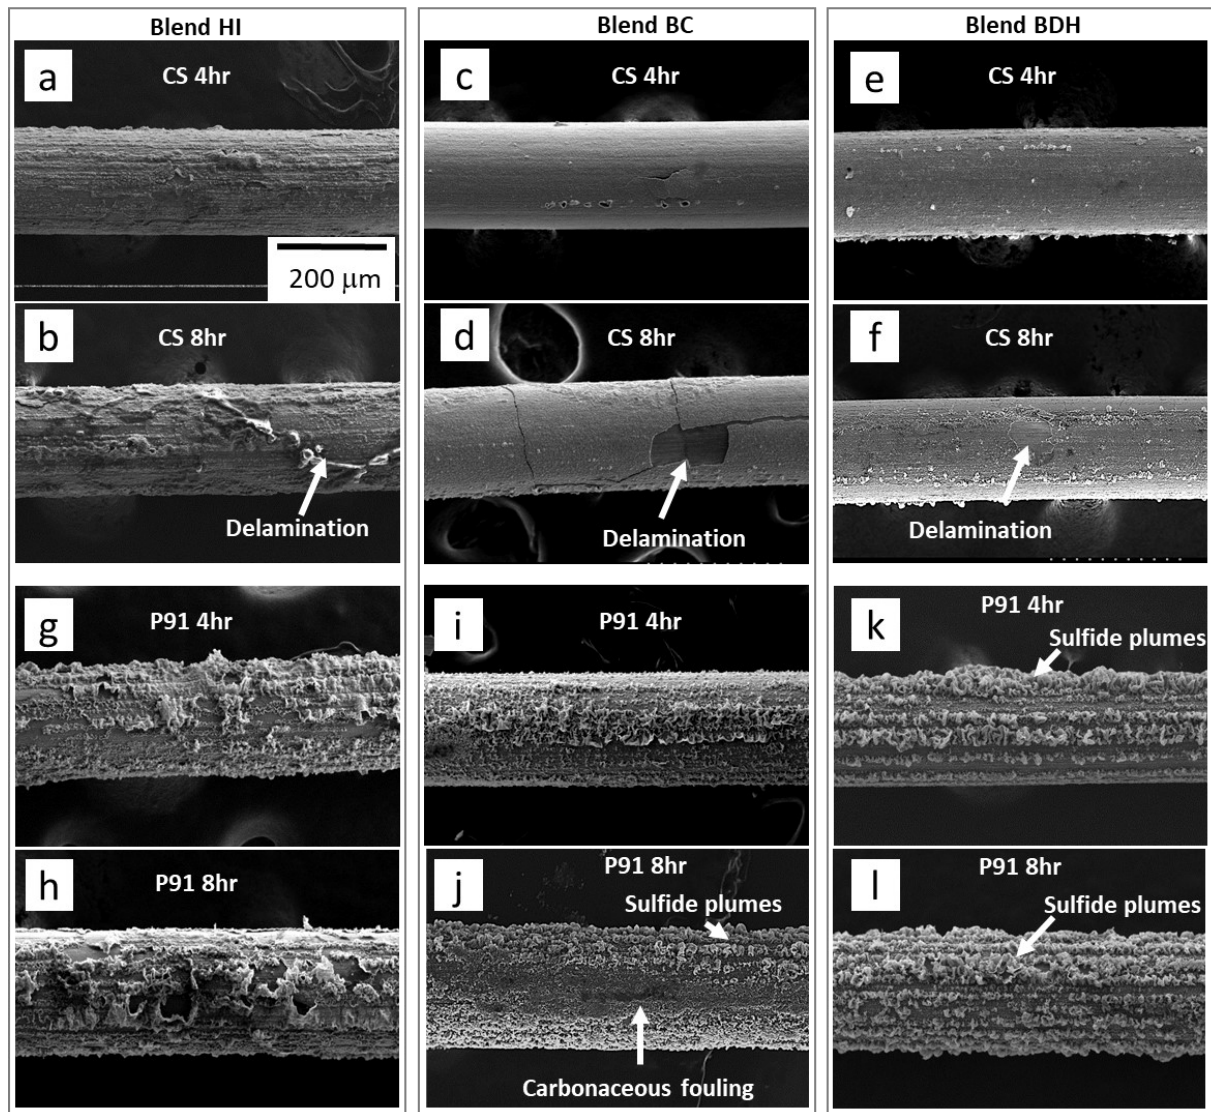 Blend HI
a
CS 4hr
200 μm
b
CS 8hr
Delamination
g
P91 4hr
h
P91 8hr
Blend BC
c
CS 4hr
d
CS 8hr
Delamination
i
P91 4hr
j
P91 8hr
Sulfide plumes
Carbonaceous fouling
Blend BDH
e
CS 4hr
f
CS 8hr
Delamination
k
P91 4hr
Sulfide plumes
l
P91 8hr
Sulfide plumes